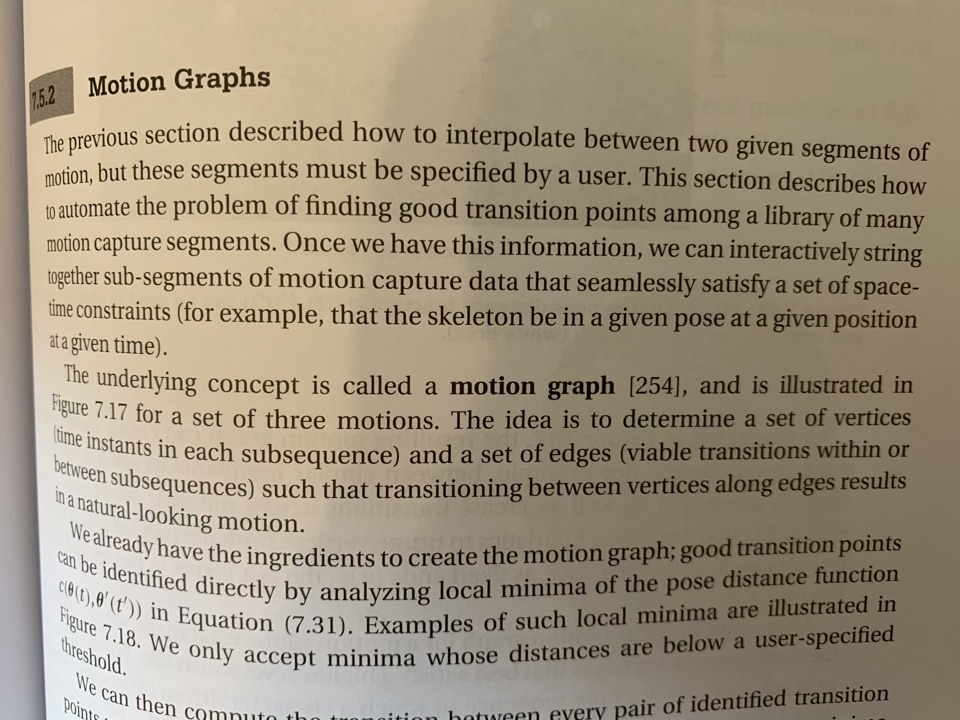 7.5.2 Motion Graphs
The previous section described how to interpolate between two given segments of
motion, but these segments must be specified by a user. This section describes how
to automate the problem of finding good transition points among a library of many
motion capture segments. Once we have this information, we can interactively string
together sub-segments of motion capture data that seamlessly satisfy a set of space-
time constraints (for example, that the skeleton be in a given pose at a given position
at a given time).
The underlying concept is called a motion graph [254], and is illustrated in
Figure 7.17 for a set of three motions. The idea is to determine a set of vertices
(time instants in each subsequence) and a set of edges (viable transitions within or
between subsequences) such that transitioning between vertices along edges results
in a natural-looking motion.
We already have the ingredients to create the motion graph; good transition points
can be identified directly by analyzing local minima of the pose distance function
c(θ(t),θ′(t′)) in Equation (7.31). Examples of such local minima are illustrated in
Figure 7.18. We only accept minima whose distances are below a user-specified
threshold.
We can then compute the transition between every pair of identified transition
points